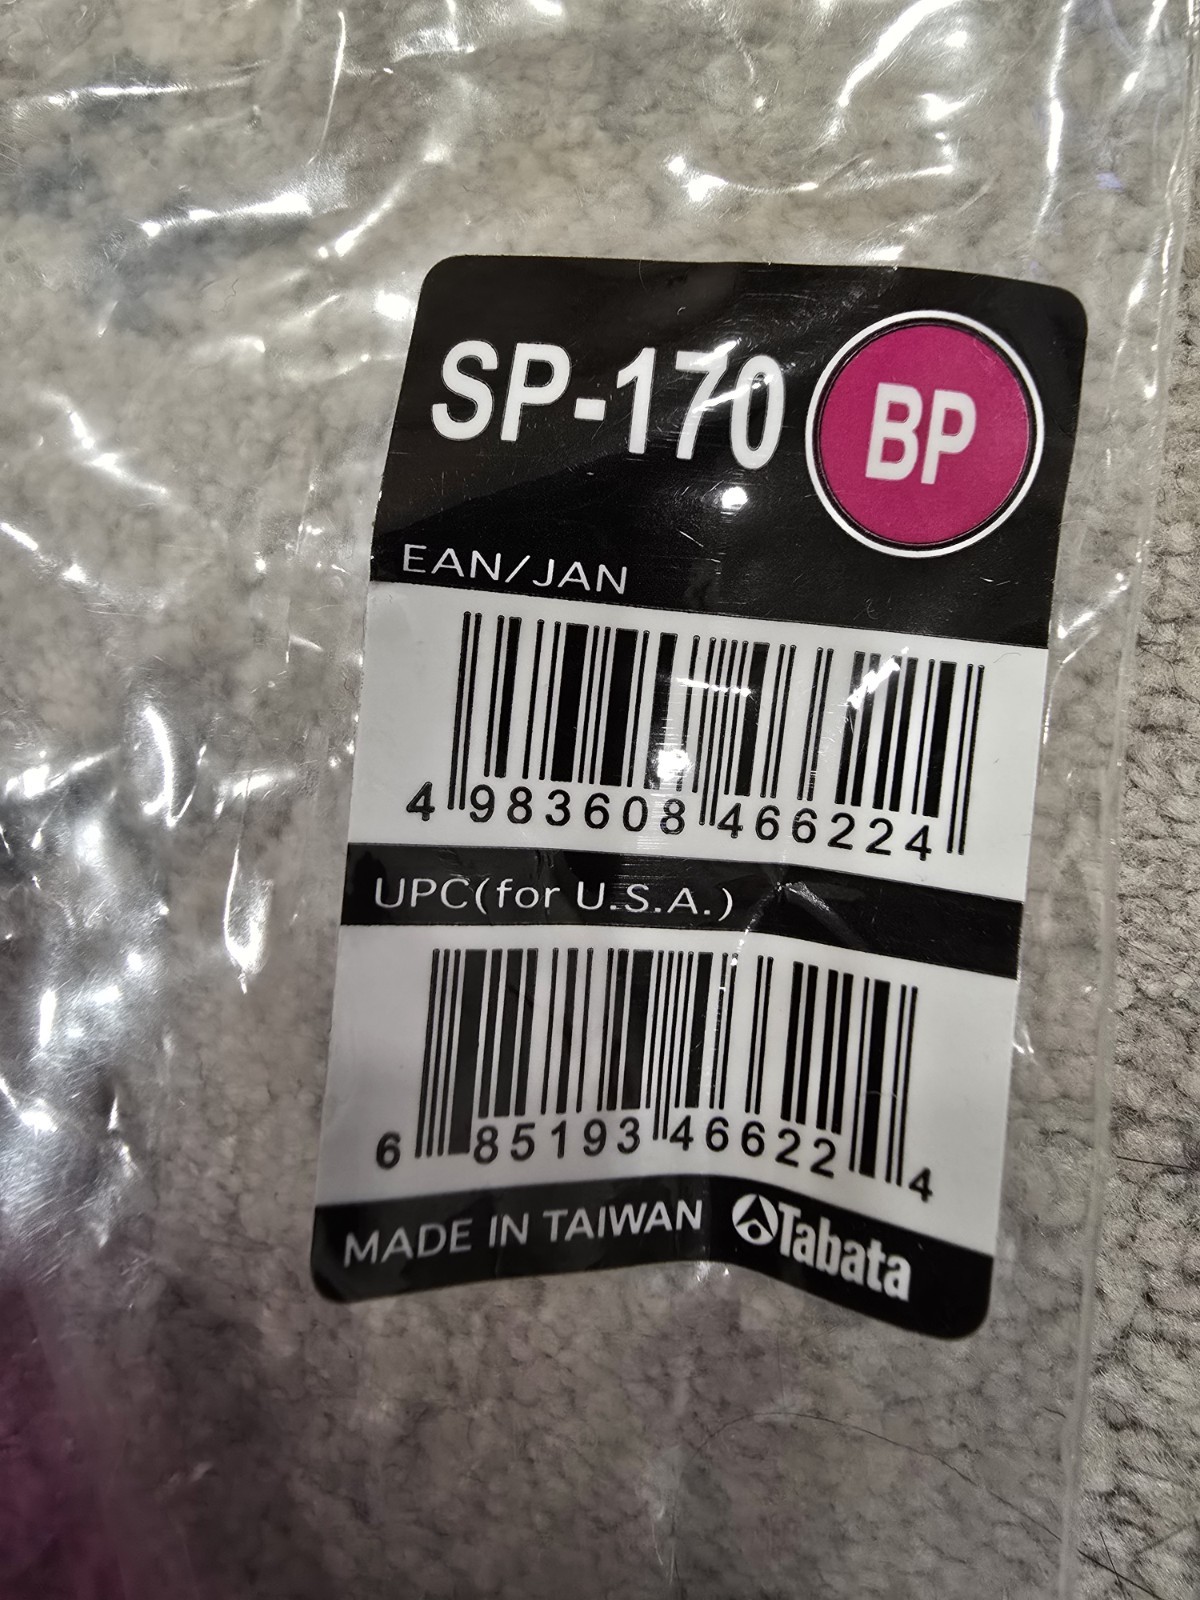 SP-170 BP
EAN/JAN
4 983608 466224
UPC(for U.S.A.)
6 85193 46622 4
MADE IN TAIWAN Tabata